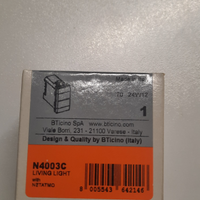 1
BTicino SpA www.bticino.it
Viale Borri, 231 - 21100 Varese - Italy
Design & Quality by BTicino (Italy)
N4003C
LIVING LIGHT
8 005543 642146